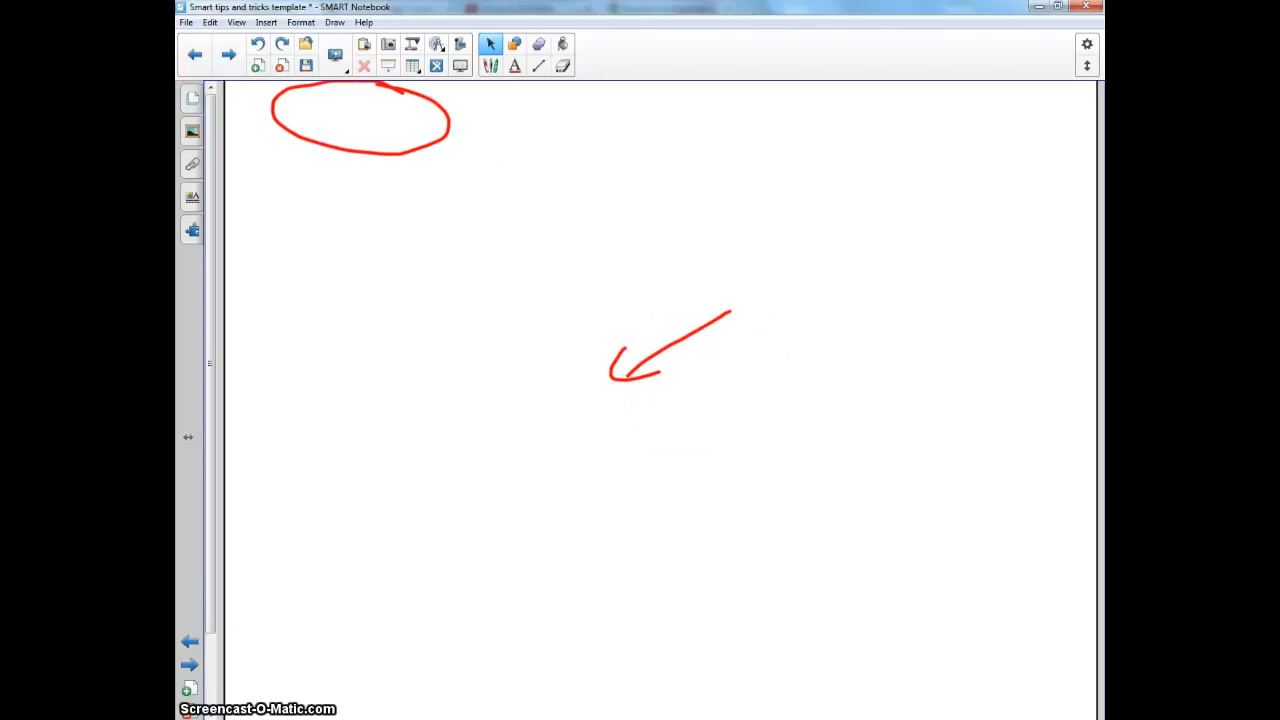 Smart tips and tricks template * - SMART Notebook
File Edit View Insert Format Draw Help
Screencast-O-Matic.com